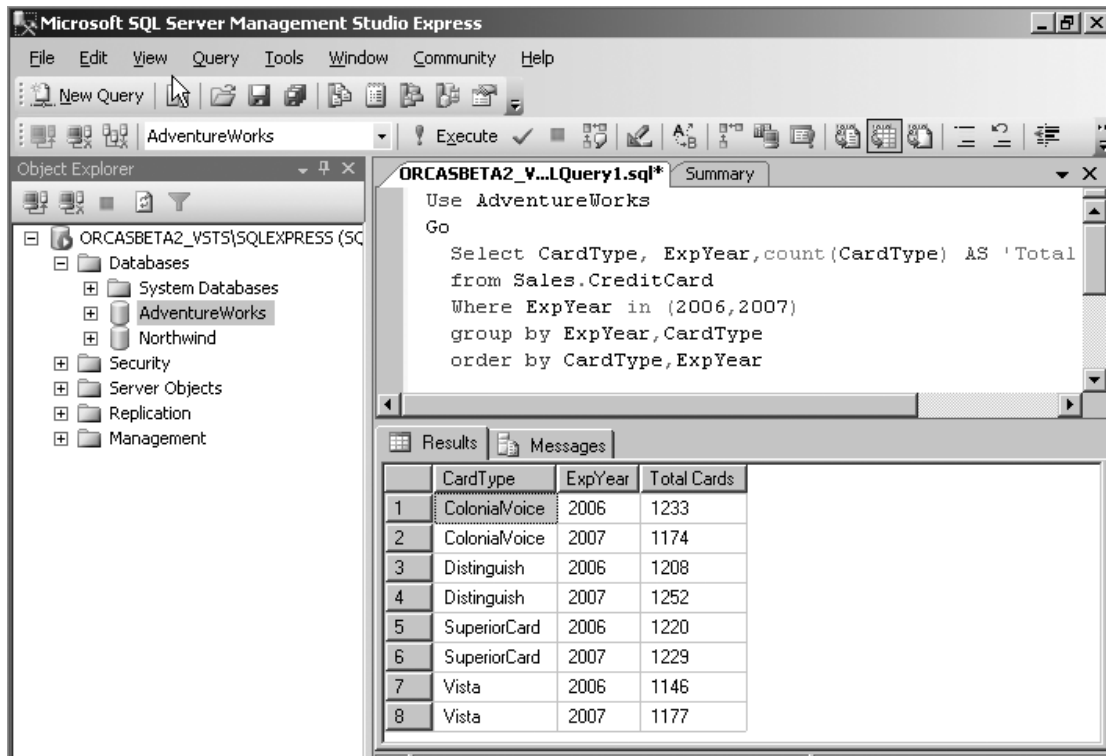 Microsoft SQL Server Management Studio Express
File Edit View Query Tools Window Community Help
New Query
AdventureWorks Execute
Object Explorer
ORCASBETA2_VSTS\SQLEXPRESS (SQ
Databases
System Databases
AdventureWorks
Northwind
Security
Server Objects
Replication
Management
ORCASBETA2_V...LQuery1.sql* Summary
Use AdventureWorks
Go
Select CardType, ExpYear,count(CardType) AS 'Total
from Sales.CreditCard
Where ExpYear in (2006,2007)
group by ExpYear,CardType
order by CardType,ExpYear
Results Messages
CardType ExpYear Total Cards
1 ColonialVoice 2006 1233
2 ColonialVoice 2007 1174
3 Distinguish 2006 1208
4 Distinguish 2007 1252
5 SuperiorCard 2006 1220
6 SuperiorCard 2007 1229
7 Vista 2006 1146
8 Vista 2007 1177